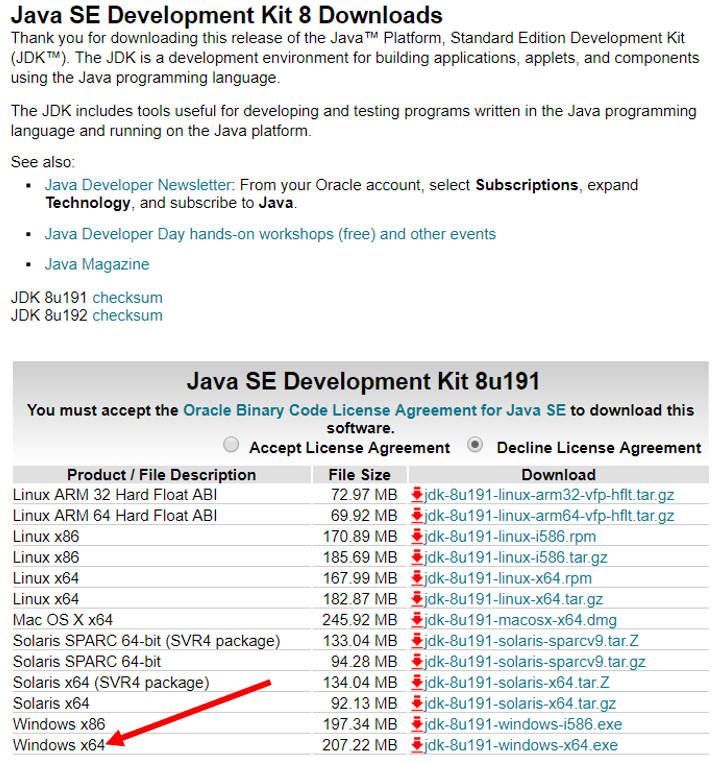 Java SE Development Kit 8 Downloads
Thank you for downloading this release of the Java™ Platform, Standard Edition Development Kit
(JDK™). The JDK is a development environment for building applications, applets, and components
using the Java programming language.
The JDK includes tools useful for developing and testing programs written in the Java programming
language and running on the Java platform.
See also:
▪ Java Developer Newsletter: From your Oracle account, select Subscriptions, expand
Technology, and subscribe to Java.
▪ Java Developer Day hands-on workshops (free) and other events
▪ Java Magazine
JDK 8u191 checksum
JDK 8u192 checksum
Java SE Development Kit 8u191
You must accept the Oracle Binary Code License Agreement for Java SE to download this
software.
Accept License Agreement Decline License Agreement
Product / File Description File Size Download
Linux ARM 32 Hard Float ABI 72.97 MB jdk-8u191-linux-arm32-vfp-hflt.tar.gz
Linux ARM 64 Hard Float ABI 69.92 MB jdk-8u191-linux-arm64-vfp-hflt.tar.gz
Linux x86 170.89 MB jdk-8u191-linux-i586.rpm
Linux x86 185.69 MB jdk-8u191-linux-i586.tar.gz
Linux x64 167.99 MB jdk-8u191-linux-x64.rpm
Linux x64 182.87 MB jdk-8u191-linux-x64.tar.gz
Mac OS X x64 245.92 MB jdk-8u191-macosx-x64.dmg
Solaris SPARC 64-bit (SVR4 package) 133.04 MB jdk-8u191-solaris-sparcv9.tar.Z
Solaris SPARC 64-bit 94.28 MB jdk-8u191-solaris-sparcv9.tar.gz
Solaris x64 (SVR4 package) 134.04 MB jdk-8u191-solaris-x64.tar.Z
Solaris x64 92.13 MB jdk-8u191-solaris-x64.tar.gz
Windows x86 197.34 MB jdk-8u191-windows-i586.exe
Windows x64 207.22 MB jdk-8u191-windows-x64.exe